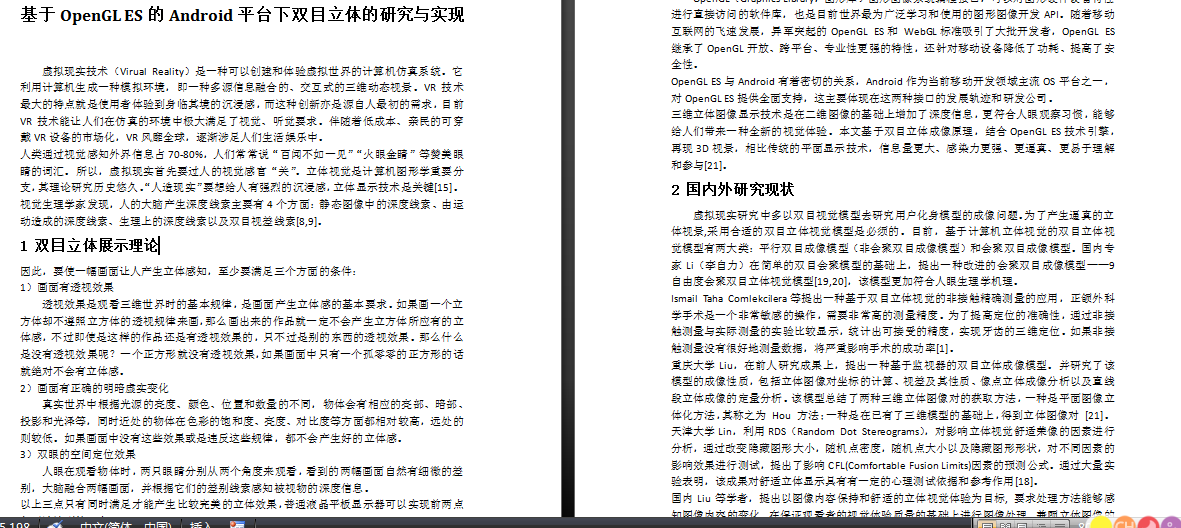 基于 OpenGL ES 的 Android 平台下双目立体的研究与实现
虚拟现实技术（Virual Reality）是一种可以创建和体验虚拟世界的计算机仿真系统。它
利用计算机生成一种模拟环境，即一种多源信息融合的、交互式的三维动态视景。VR 技术
最大的特点就是使用者体验到身临其境的沉浸感，而这种创新亦是源自人最初的需求，目前
VR 技术能让人们在仿真的环境中极大满足了视觉、听觉要求。伴随着低成本、亲民的可穿
戴 VR 设备的市场化，VR 风靡全球，逐渐涉足人们生活娱乐中。
人类通过视觉感知外界信息占 70-80%，人们常常说“百闻不如一见”“火眼金睛”等赞美眼
睛的词汇。所以，虚拟现实首先要过人的视觉感官“关”。立体视觉是计算机图形学重要分
支，其理论研究历史悠久。“人造现实”要想给人有强烈的沉浸感，立体显示技术是关键[15]。
视觉生理学家发现，人的大脑产生深度线索主要有 4 个方面：静态图像中的深度线索、由运
动造成的深度线索、生理上的深度线索以及双目视差线索[8,9]。
1 双目立体展示理论
因此，要使一幅画面让人产生立体感知，至少要满足三个方面的条件：
1）画面有透视效果
透视效果是观看三维世界时的基本规律，是画面产生立体感的基本要求。如果画一个立
方体却不遵照立方体的透视规律来画，那么画出来的作品就一定不会产生立方体所应有的立
体感，不过即使是这样的作品还是有透视效果的，只不过是别的东西的透视效果。那么什么
是没有透视效果呢？一个正方形就没有透视效果，如果画面中只有一个孤零零的正方形的话
就绝对不会有立体感。
2）画面有正确的明暗虚实变化
真实世界中根据光源的亮度、颜色、位置和数量的不同，物体会有相应的亮部、暗部、
投影和光泽等，同时近处的物体在色彩的饱和度、亮度、对比度等方面都相对较高，远处的
则较低。如果画面中没有这些效果或是违反这些规律，都不会产生好的立体感。
3）双眼的空间定位效果
人眼在观看物体时，两只眼睛分别从两个角度来观看，看到的两幅画面自然有细微的差
别，大脑融合两幅画面，并根据它们的差别线索感知被视物的深度信息。
以上三点只有同时满足才能产生比较完美的立体效果，普通液晶平板显示器可以实现前两点
进行直接访问的软件库，也是目前世界最为广泛学习和使用的图形图像开发 API。随着移动
互联网的飞速发展，异军突起的 OpenGL ES 和 WebGL 标准吸引了大批开发者，OpenGL ES
继承了 OpenGL 开放、跨平台、专业性更强的特性，还针对移动设备降低了功耗、提高了安
全性。
OpenGL ES 与 Android 有着密切的关系，Android 作为当前移动开发领域主流 OS 平台之一，
对 OpenGL ES 提供全面支持，这主要体现在这两种接口的发展轨迹和研发公司。
三维立体图像显示技术是在二维图像的基础上增加了深度信息，更符合人眼观察习惯，能够
给人们带来一种全新的视觉体验。本文基于双目立体成像原理，结合 OpenGL ES 技术引擎，
再现 3D 视景，相比传统的平面显示技术，信息量更大、感染力更强、更逼真、更易于理解
和参与[21]。
2 国内外研究现状
虚拟现实研究中多以双目视觉模型去研究用户化身模型的成像问题。为了产生逼真的立
体视景,采用合适的双目立体视觉模型是必须的。目前，基于计算机立体视觉的双目立体视
觉模型有两大类：平行双目成像模型（非会聚双目成像模型）和会聚双目成像模型。国内专
家 Li（李自力）在简单的双目会聚模型的基础上，提出一种改进的会聚双目成像模型——9
自由度会聚双目立体视觉模型[19,20]，该模型更加符合人眼生理学机理。
Ismail Taha Comlekcilera 等提出一种基于双目立体视觉的非接触精确测量的应用，正颌外科
学手术是一个非常敏感的操作，需要非常高的测量精度。为了提高定位的准确性，通过非接
触测量与实际测量的实验比较显示，统计出可接受的精度，实现牙齿的三维定位。如果非接
触测量没有很好地测量数据，将严重影响手术的成功率[1]。
重庆大学 Liu，在前人研究成果上，提出一种基于监视器的双目立体成像模型。并研究了该
模型的成像性质，包括立体图像对坐标的计算、视差及其性质、像点立体成像分析以及直线
段立体成像的定量分析。该模型总结了两种三维立体图像对的获取方法，一种是平面图像立
体化方法，其称之为 Hou 方法；一种是在已有了三维模型的基础上，得到立体图像对 [21]。
天津大学 Lin，利用 RDS（Random Dot Stereograms），对影响立体视觉舒适荣像的因素进行
分析，通过改变隐藏图形大小，随机点密度，随机点大小以及隐藏图形形状，对不同因素的
影响效果进行测试，提出了影响 CFL(Comfortable Fusion Limits)因素的预测公式。通过大量实
验表明，该成果对舒适立体显示具有有一定的心理测试依据和参考作用[18]。
国内 Liu 等学者，提出以图像内容保持和舒适的立体视觉体验为目标，要求处理方法能够感